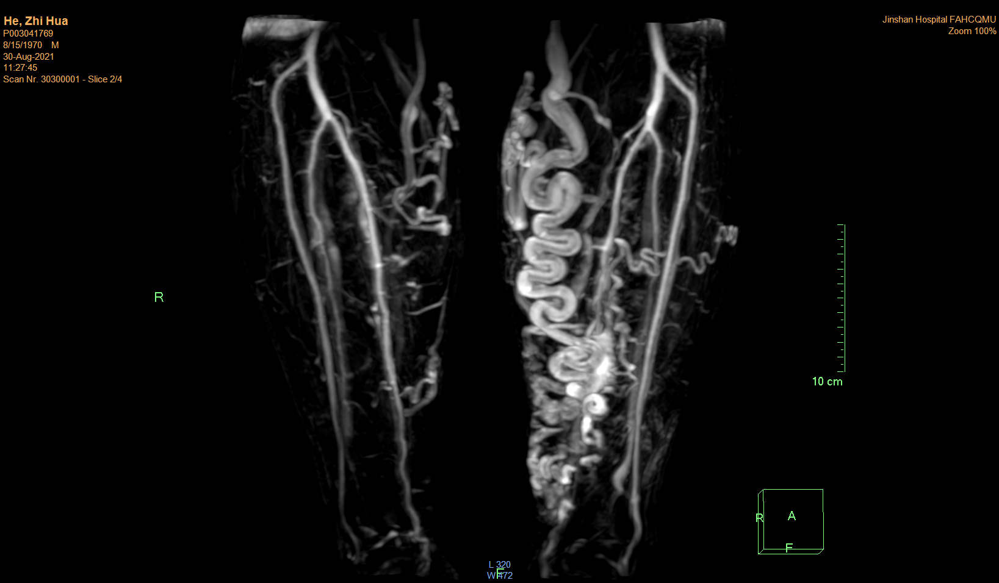 He, Zhi Hua
P003041769
8/15/1970 M
30-Aug-2021
11:27:45
Scan Nr. 30300001 - Slice 2/4
Jinshan Hospital FAHCQMU
Zoom 100%
R
10 cm
R
A
F
L 320
W 472
F